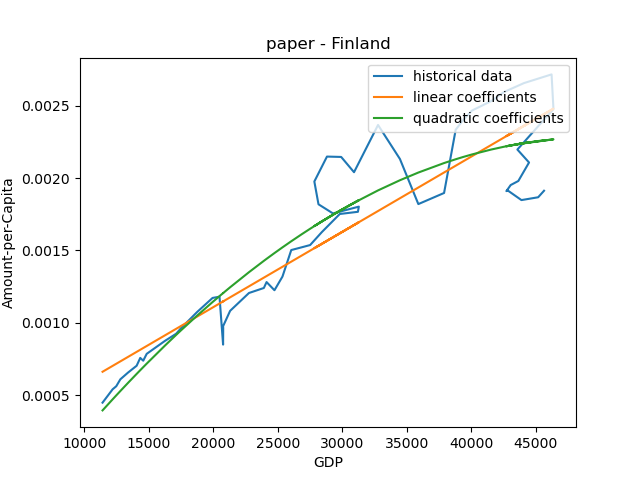 paper - Finland
historical data
linear coefficients
quadratic coefficients
Amount-per-Capita
0.0025
0.0020
0.0015
0.0010
0.0005
10000 15000 20000 25000 30000 35000 40000 45000
GDP